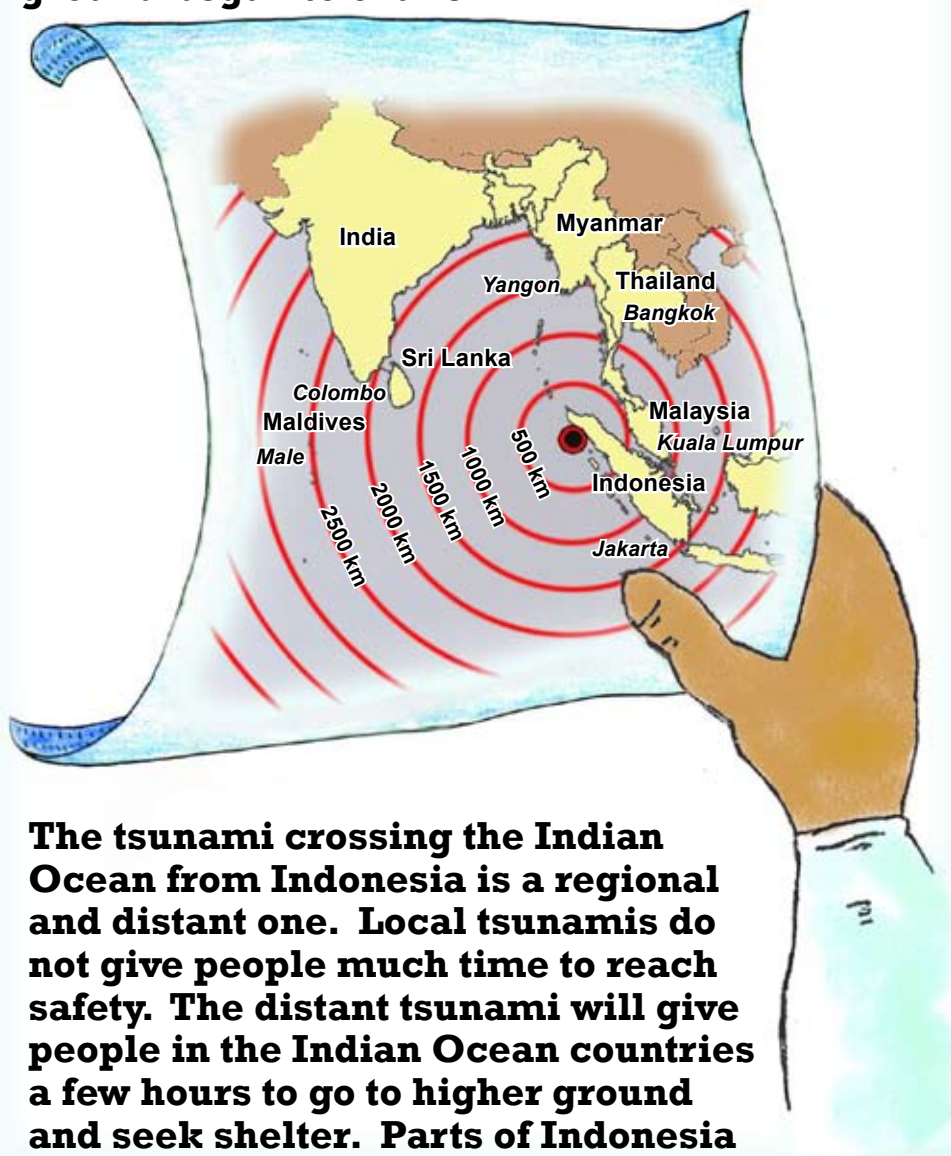 India
Myanmar
Yangon
Thailand
Bangkok
Sri Lanka
Colombo
Maldives
Male
Malaysia
Kuala Lumpur
500 km
1000 km
1500 km
2000 km
2500 km
Indonesia
Jakarta
The tsunami crossing the Indian
Ocean from Indonesia is a regional
and distant one. Local tsunamis do
not give people much time to reach
safety. The distant tsunami will give
people in the Indian Ocean countries
a few hours to go to higher ground
and seek shelter. Parts of Indonesia